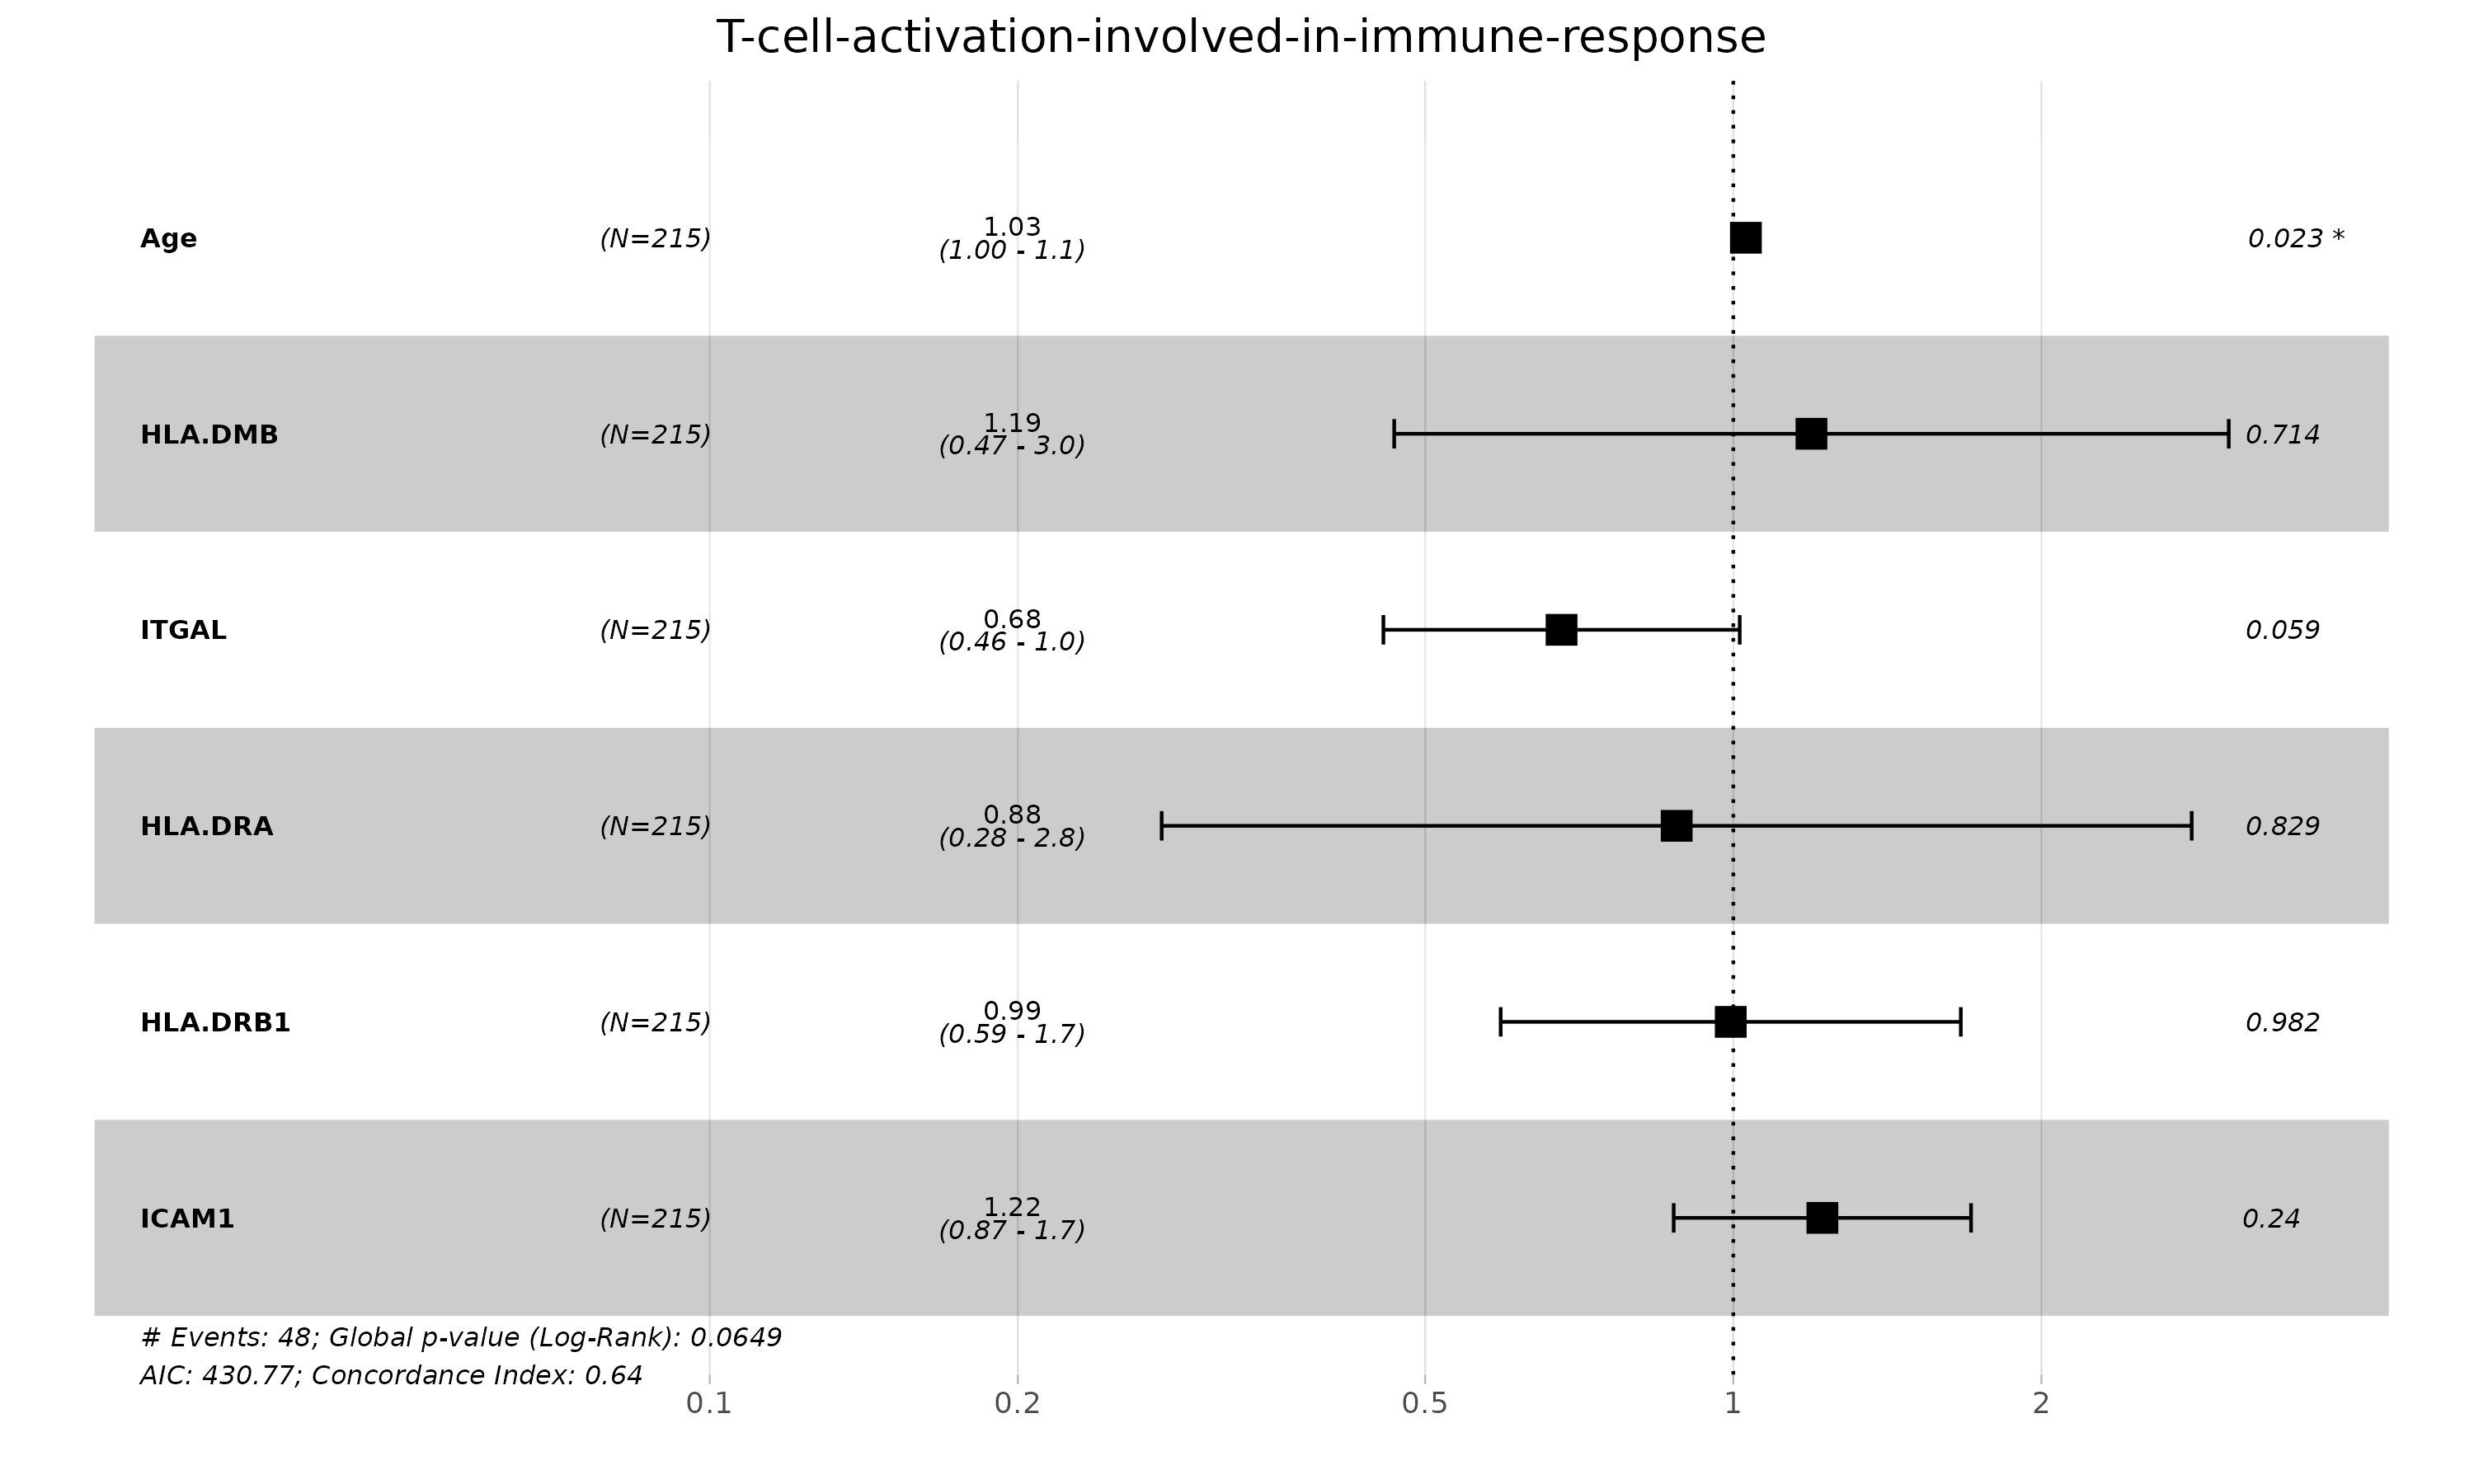 T-cell-activation-involved-in-immune-response
Age (N=215) 1.03 0.023 *
(1.00 - 1.1)
HLA.DMB (N=215) 1.19 0.714
(0.47 - 3.0)
ITGAL (N=215) 0.68 0.059
(0.46 - 1.0)
HLA.DRA (N=215) 0.88 0.829
(0.28 - 2.8)
HLA.DRB1 (N=215) 0.99 0.982
(0.59 - 1.7)
ICAM1 (N=215) 1.22 0.24
(0.87 - 1.7)
# Events: 48; Global p-value (Log-Rank): 0.0649
AIC: 430.77; Concordance Index: 0.64
0.1 0.2 0.5 1 2